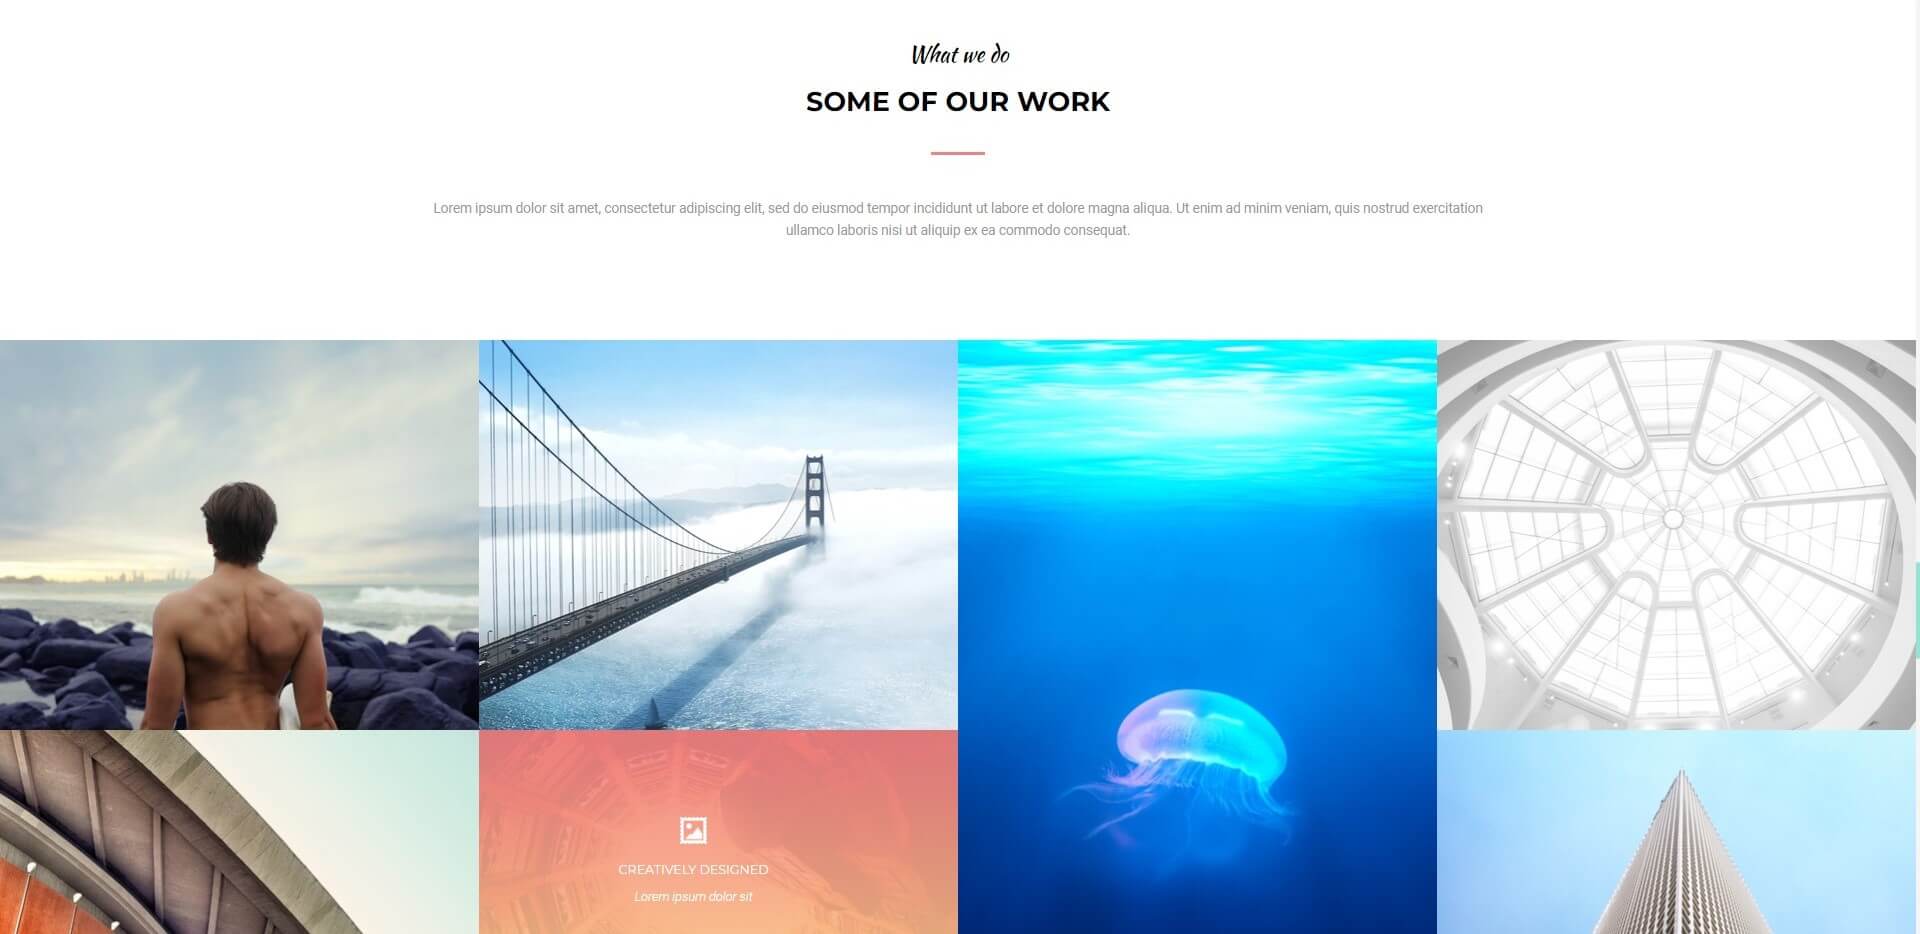 What we do
SOME OF OUR WORK
Lorem ipsum dolor sit amet, consectetur adipiscing elit, sed do eiusmod tempor incididunt ut labore et dolore magna aliqua. Ut enim ad minim veniam, quis nostrud exercitation
ullamco laboris nisi ut aliquip ex ea commodo consequat.
CREATIVELY DESIGNED
Lorem ipsum dolor sit